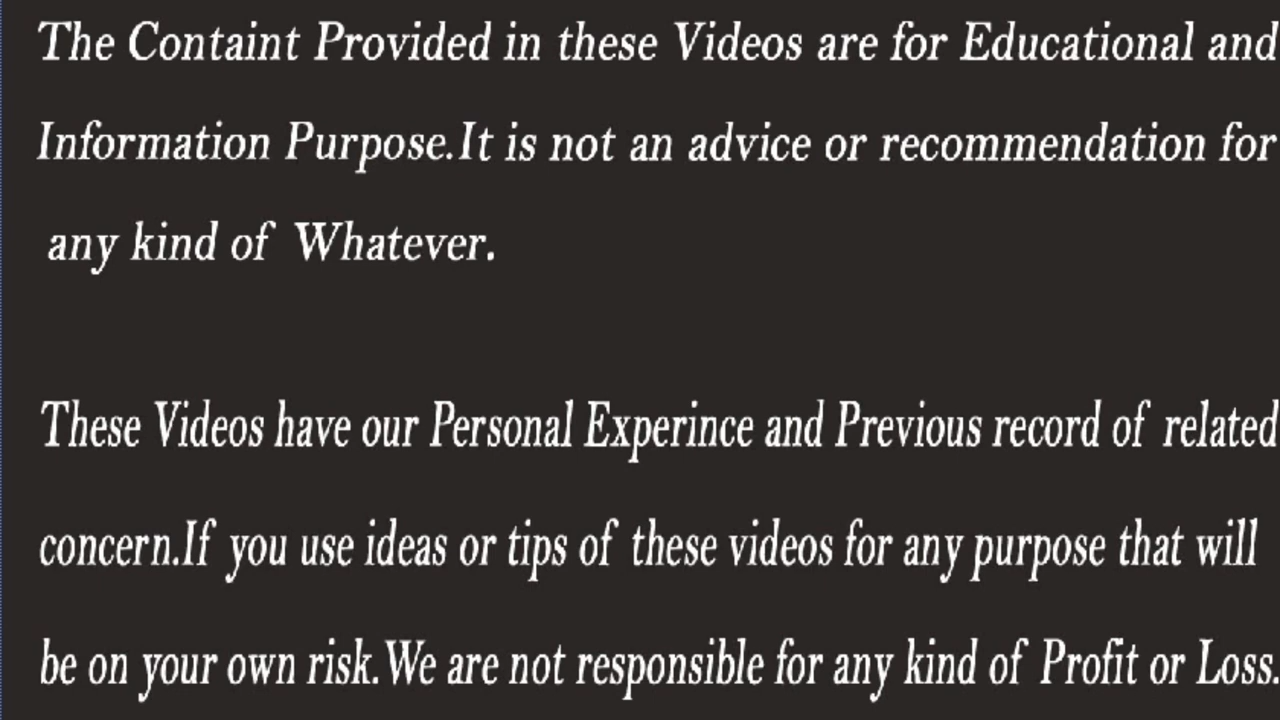 The Containt Provided in these Videos are for Educational and
Information Purpose.It is not an advice or recommendation for
any kind of Whatever.
These Videos have our Personal Experince and Previous record of related
concern.If you use ideas or tips of these videos for any purpose that will
be on your own risk.We are not responsible for any kind of Profit or Loss.